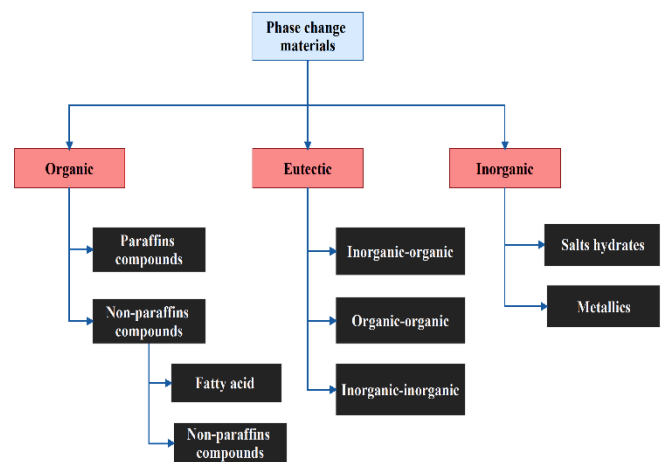 Phase change
materials
Organic
Eutectic
Inorganic
Paraffins
compounds
Non-paraffins
compounds
Fatty acid
Non-paraffins
compounds
Inorganic-organic
Organic-organic
Inorganic-inorganic
Salts hydrates
Metallics